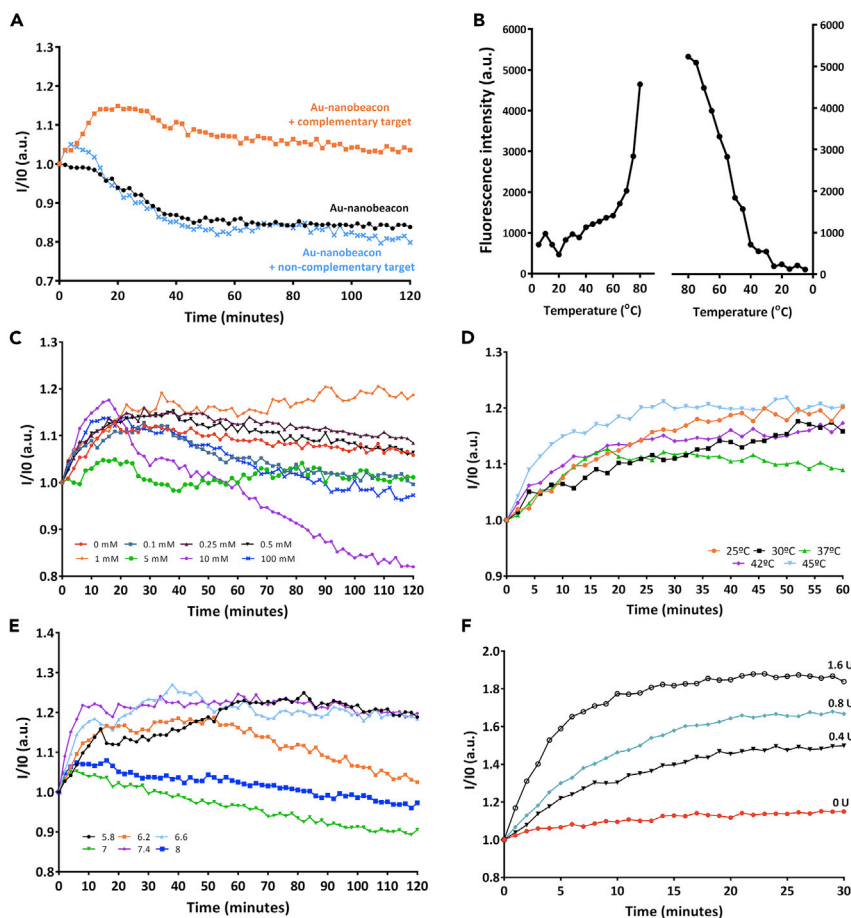 A
1.3
1.2
1.1
1.0
0.9
0.8
0.7
I/I0 (a.u.)
Au-nanobeacon
+ complementary target
Au-nanobeacon
Au-nanobeacon
+ non-complementary target
0 20 40 60 80 100 120
Time (minutes)
B
6000
5000
4000
3000
2000
1000
0
Fluorescence intensity (a.u.)
6000
5000
4000
3000
2000
1000
0
0 20 40 60 80
80 60 40 20 0
Temperature (°C)
Temperature (°C)
C
1.3
1.2
1.1
1.0
0.9
0.8
I/I0 (a.u.)
0 mM 0.1 mM 0.25 mM 0.5 mM
1 mM 5 mM 10 mM 100 mM
0 10 20 30 40 50 60 70 80 90 100 110 120
Time (minutes)
D
1.3
1.2
1.1
1.0
0.9
I/I0 (a.u.)
25ºC 30ºC 37ºC
42ºC 45ºC
0 5 10 15 20 25 30 35 40 45 50 55 60
Time (minutes)
E
1.4
1.3
1.2
1.1
1.0
0.9
0.8
I/I0 (a.u.)
5.8 6.2 6.6
7 7.4 8
0 10 20 30 40 50 60 70 80 90 100 110 120
Time (minutes)
F
2.0
1.8
1.6
1.4
1.2
1.0
0.8
I/I0 (a.u.)
1.6 U
0.8 U
0.4 U
0 U
0 5 10 15 20 25 30
Time (minutes)